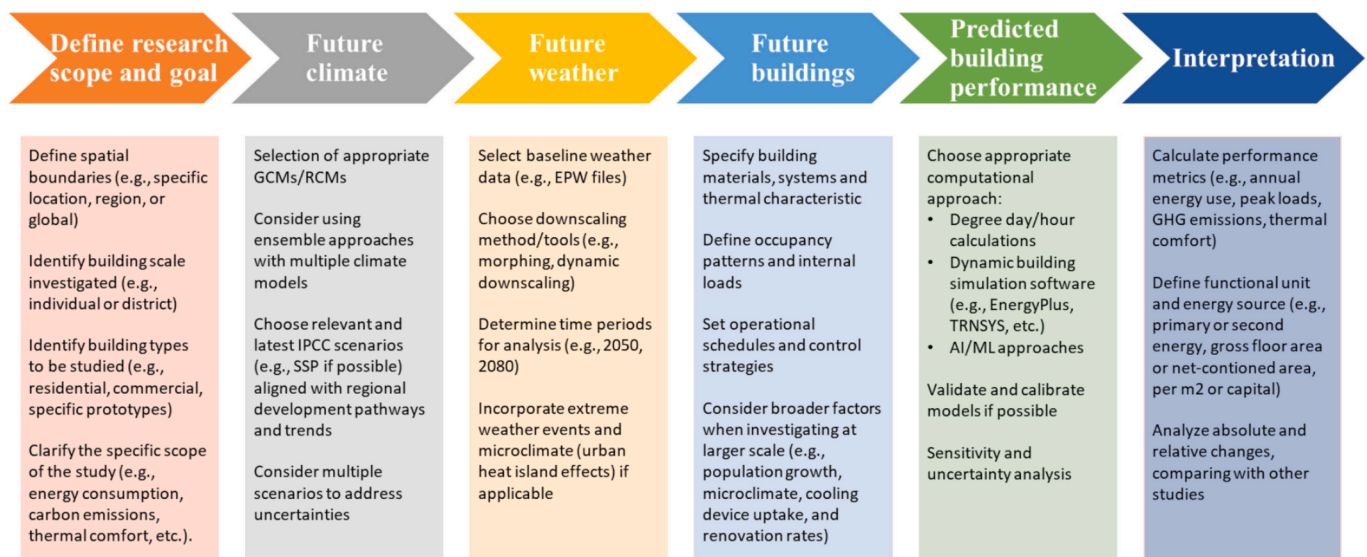 Define research
scope and goal
Future
climate
Future
weather
Future
buildings
Predicted
building
performance
Interpretation
Define spatial
boundaries (e.g., specific
location, region, or
global)
Identify building scale
investigated (e.g.,
individual or district)
Identify building types
to be studied (e.g.,
residential, commercial,
specific prototypes)
Clarify the specific scope
of the study (e.g.,
energy consumption,
carbon emissions,
thermal comfort, etc.).
Selection of appropriate
GCMs/RCMs
Consider using
ensemble approaches
with multiple climate
models
Choose relevant and
latest IPCC scenarios
(e.g., SSP if possible)
aligned with regional
development pathways
and trends
Consider multiple
scenarios to address
uncertainties
Select baseline weather
data (e.g., EPW files)
Choose downscaling
method/tools (e.g.,
morphing, dynamic
downscaling)
Determine time periods
for analysis (e.g., 2050,
2080)
Incorporate extreme
weather events and
microclimate (urban
heat island effects) if
applicable
Specify building
materials, systems and
thermal characteristic
Define occupancy
patterns and internal
loads
Set operational
schedules and control
strategies
Consider broader factors
when investigating at
larger scale (e.g.,
population growth,
microclimate, cooling
device uptake, and
renovation rates)
Choose appropriate
computational
approach:
• Degree day/hour
calculations
• Dynamic building
simulation software
(e.g., EnergyPlus,
TRNSYS, etc.)
• AI/ML approaches
Validate and calibrate
models if possible
Sensitivity and
uncertainty analysis
Calculate performance
metrics (e.g., annual
energy use, peak loads,
GHG emissions, thermal
comfort)
Define functional unit
and energy source (e.g.,
primary or second
energy, gross floor area
or net-contioned area,
per m2 or capital)
Analyze absolute and
relative changes,
comparing with other
studies